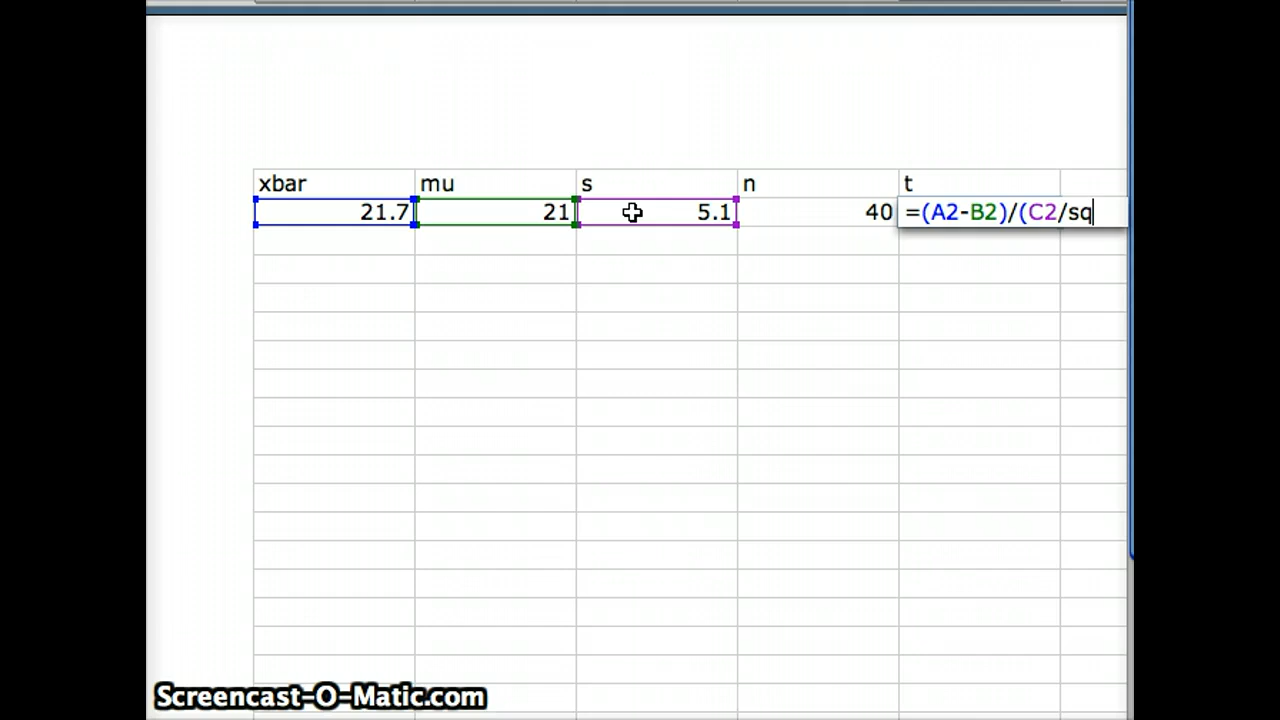 xbar mu s n t
21.7 21 5.1 40 =(A2-B2)/(C2/sq
Screencast-O-Matic.com